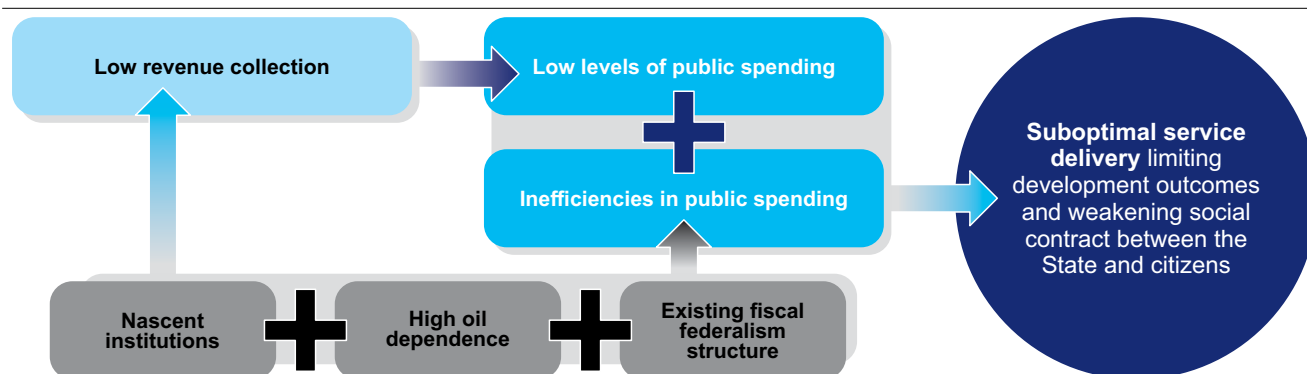 Low revenue collection
Low levels of public spending
Inefficiencies in public spending
Suboptimal service
delivery limiting
development outcomes
and weakening social
contract between the
State and citizens
Nascent
institutions
High oil
dependence
Existing fiscal
federalism
structure